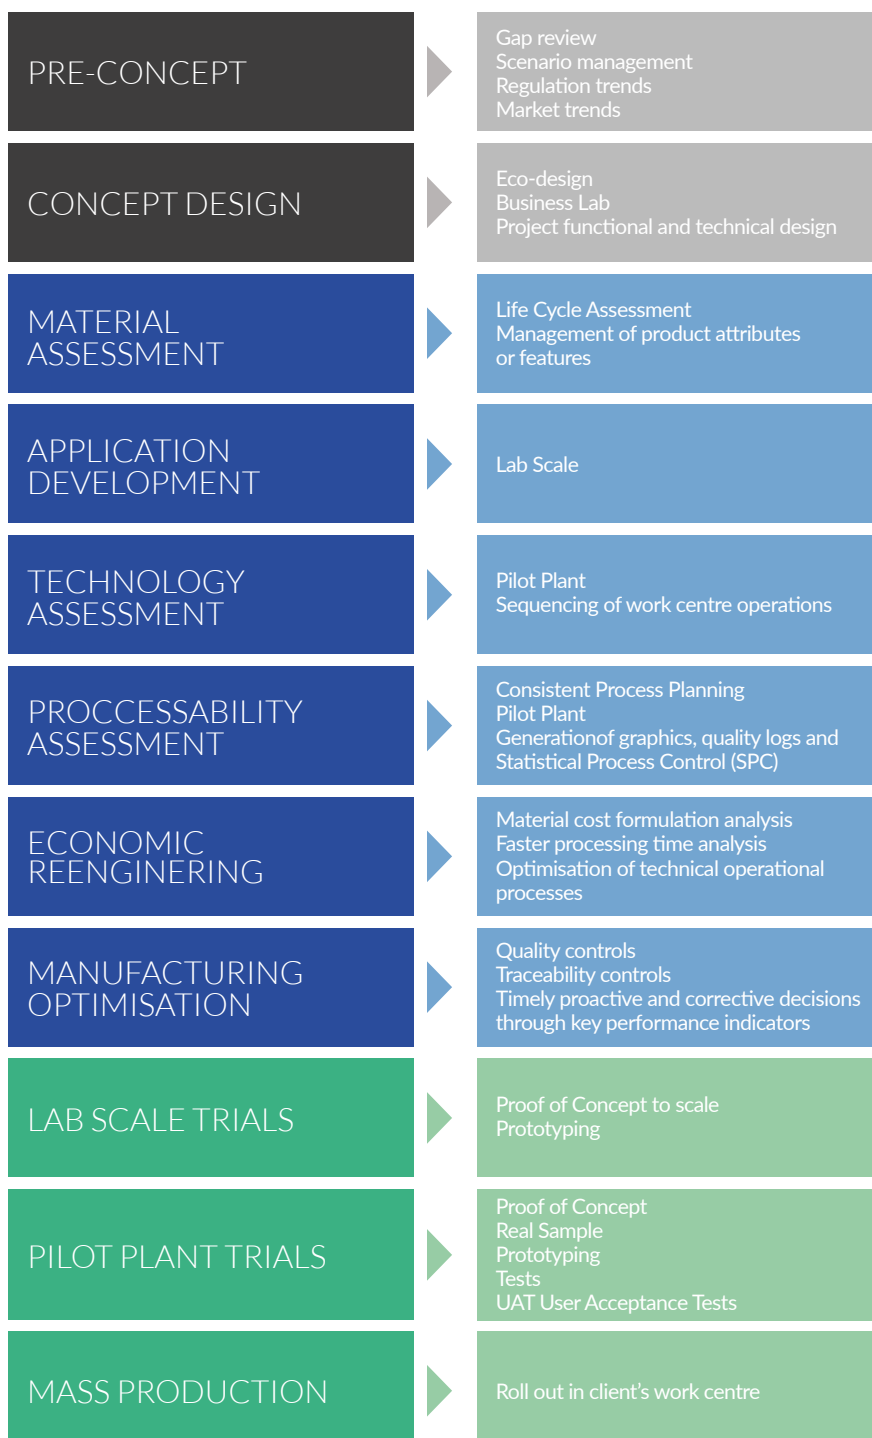 PRE-CONCEPT
Gap review
Scenario management
Regulation trends
Market trends
CONCEPT DESIGN
Eco-design
Business Lab
Project functional and technical design
MATERIAL
ASSESSMENT
Life Cycle Assessment
Management of product attributes
or features
APPLICATION
DEVELOPMENT
Lab Scale
TECHNOLOGY
ASSESSMENT
Pilot Plant
Sequencing of work centre operations
PROCCESSABILITY
ASSESSMENT
Consistent Process Planning
Pilot Plant
Generationof graphics, quality logs and
Statistical Process Control (SPC)
ECONOMIC
REENGINERING
Material cost formulation analysis
Faster processing time analysis
Optimisation of technical operational
processes
MANUFACTURING
OPTIMISATION
Quality controls
Traceability controls
Timely proactive and corrective decisions
through key performance indicators
LAB SCALE TRIALS
Proof of Concept to scale
Prototyping
PILOT PLANT TRIALS
Proof of Concept
Real Sample
Prototyping
Tests
UAT User Acceptance Tests
MASS PRODUCTION
Roll out in client’s work centre